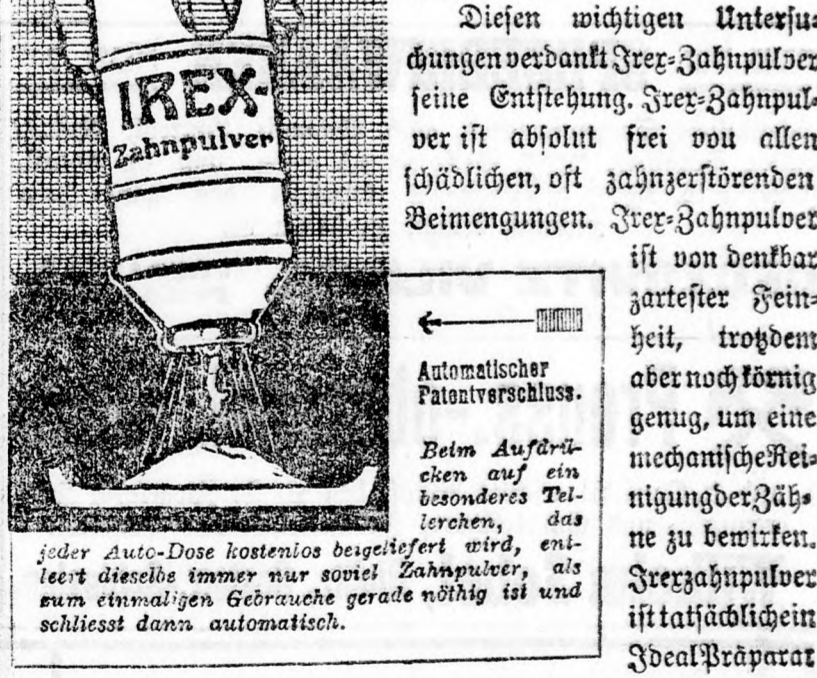 IREX-
Zahnpulver
Automatischer
Patentverschluss.
Beim Aufdrü-
cken auf ein
besonderes Tel-
lerchen, das
jeder Auto-Dose kostenlos beigeliefert wird, ent-
leert dieselbe immer nur soviel Zahnpulver, als
zum einmaligen Gebrauche gerade nöthig ist und
schliesst dann automatisch.
Diesen wichtigen Untersu-
chungen verdankt Irex-Zahnpulver
seine Entstehung. Irex-Zahnpul-
ver ist absolut frei von allen
schädlichen, oft zahnzerstörenden
Beimengungen. Irex-Zahnpulver
ist von denkbar
zartester Fein-
heit, trotzdem
aber noch körnig
genug, um eine
mechanische Rei-
nigung der Zäh-
ne zu bewirken.
Irexzahnpulver
ist tatsächlich ein
Ideal Präparat